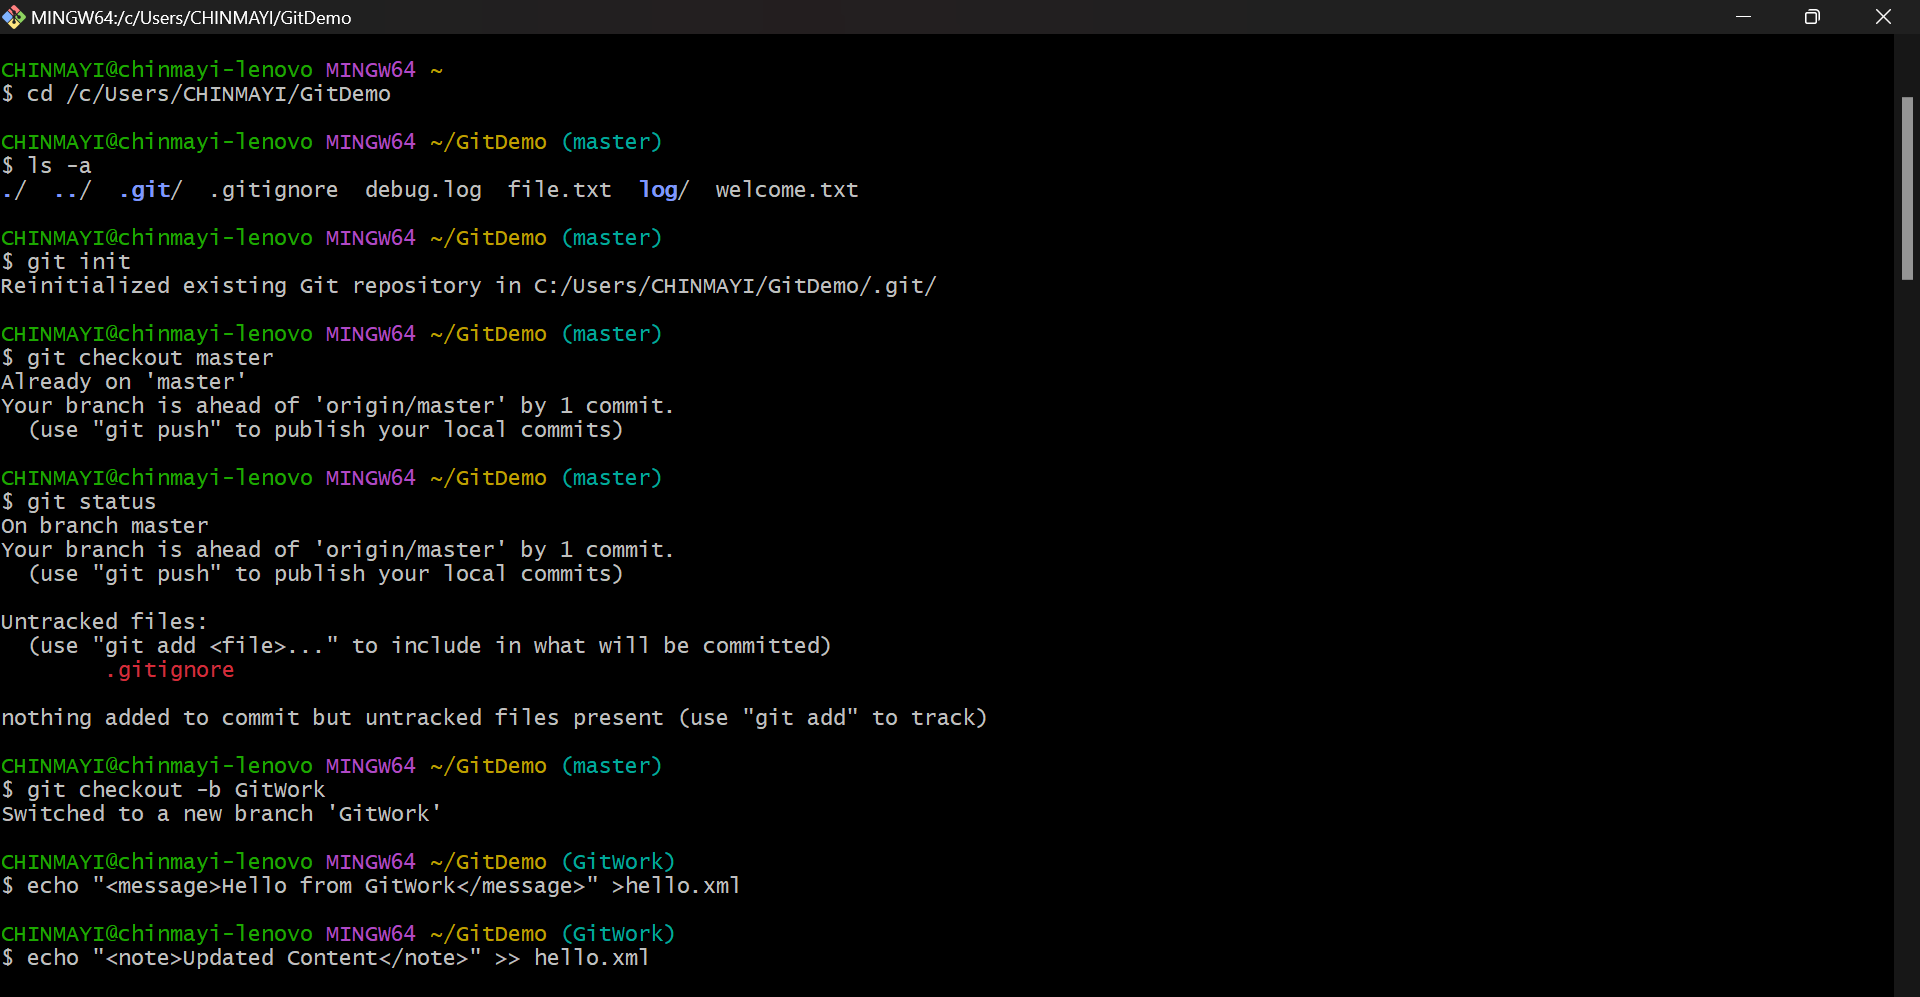 MINGW64:/c/Users/CHINMAYI/GitDemo
CHINMAYI@chinmayi-lenovo MINGW64 ~
$ cd /c/Users/CHINMAYI/GitDemo
CHINMAYI@chinmayi-lenovo MINGW64 ~/GitDemo (master)
$ ls -a
./  ../  .git/  .gitignore  debug.log  file.txt  log/  welcome.txt
CHINMAYI@chinmayi-lenovo MINGW64 ~/GitDemo (master)
$ git init
Reinitialized existing Git repository in C:/Users/CHINMAYI/GitDemo/.git/
CHINMAYI@chinmayi-lenovo MINGW64 ~/GitDemo (master)
$ git checkout master
Already on 'master'
Your branch is ahead of 'origin/master' by 1 commit.
  (use "git push" to publish your local commits)
CHINMAYI@chinmayi-lenovo MINGW64 ~/GitDemo (master)
$ git status
On branch master
Your branch is ahead of 'origin/master' by 1 commit.
  (use "git push" to publish your local commits)
Untracked files:
  (use "git add <file>..." to include in what will be committed)
        .gitignore
nothing added to commit but untracked files present (use "git add" to track)
CHINMAYI@chinmayi-lenovo MINGW64 ~/GitDemo (master)
$ git checkout -b GitWork
Switched to a new branch 'GitWork'
CHINMAYI@chinmayi-lenovo MINGW64 ~/GitDemo (GitWork)
$ echo "<message>Hello from GitWork</message>" >hello.xml
CHINMAYI@chinmayi-lenovo MINGW64 ~/GitDemo (GitWork)
$ echo "<note>Updated Content</note>" >> hello.xml